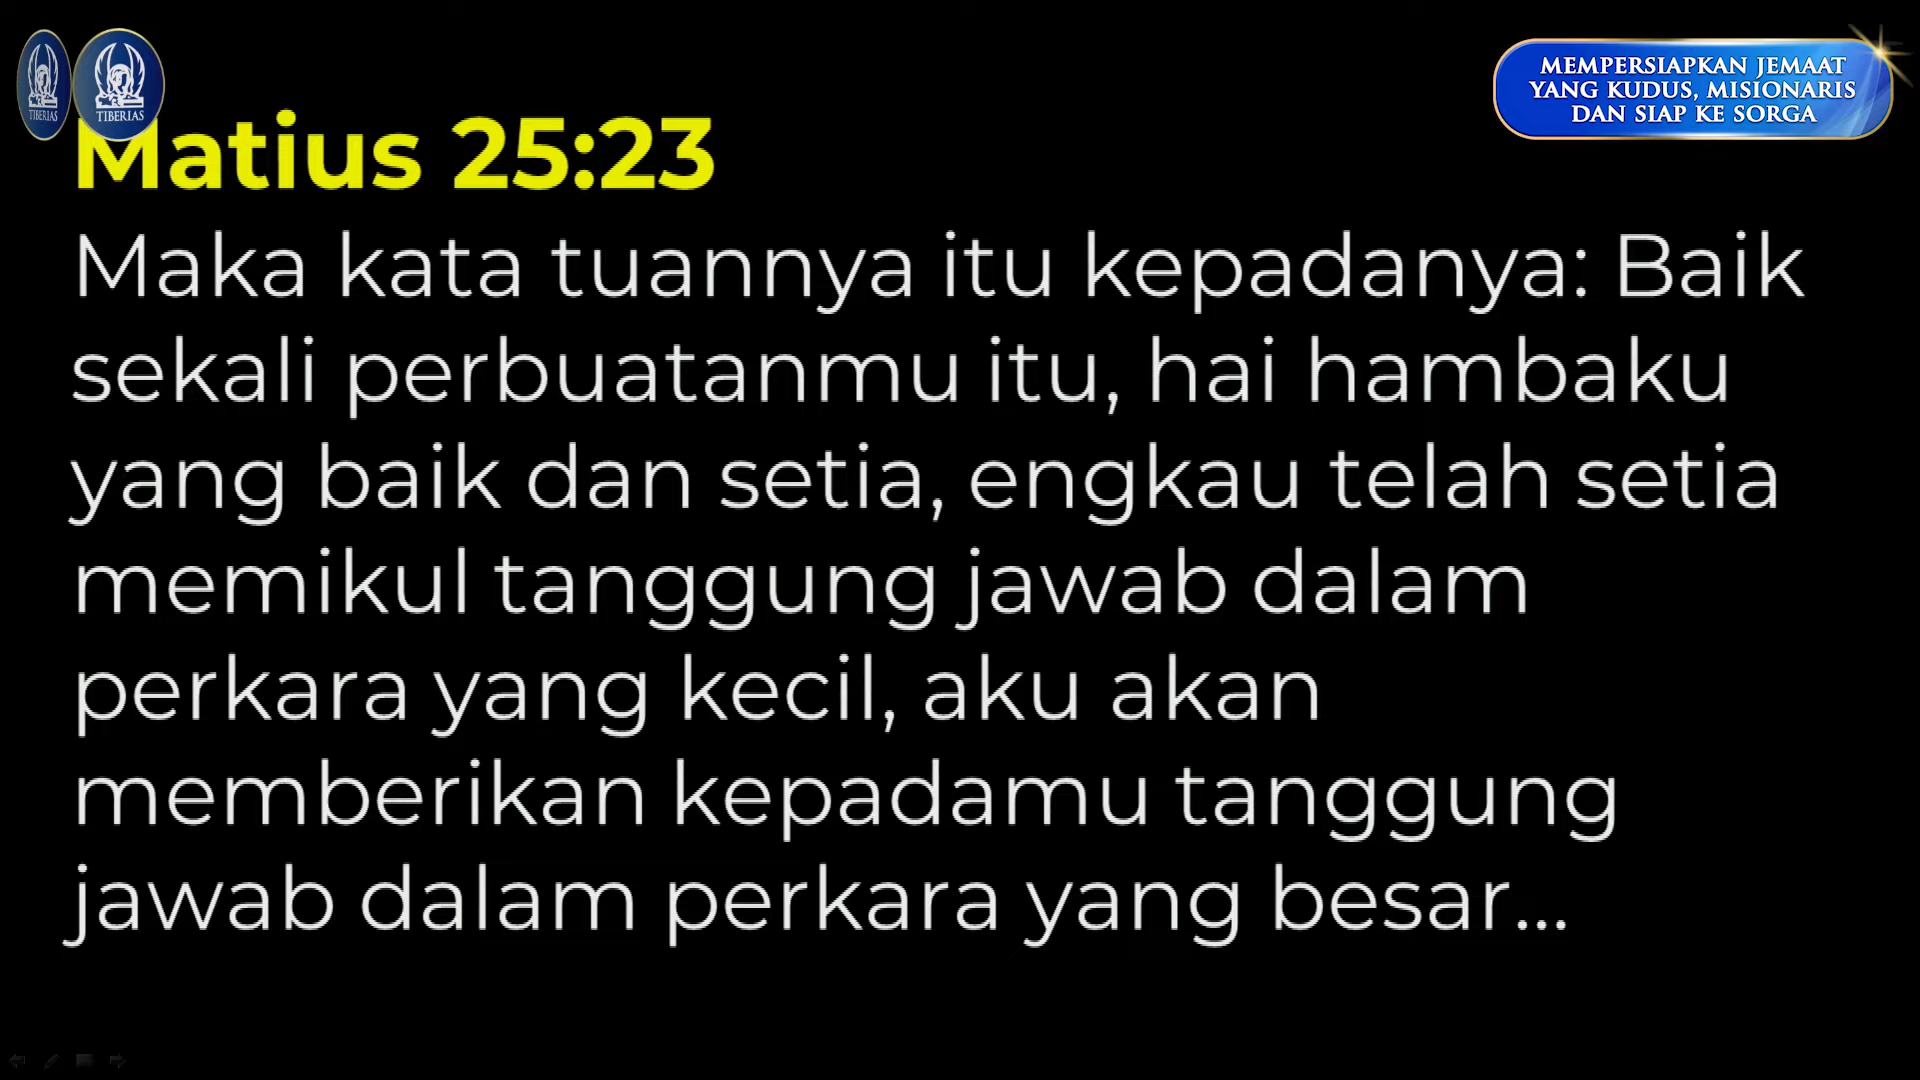 TIBERIAS
TIBERIAS
MEMPERSIAPKAN JEMAAT
YANG KUDUS, MISIONARIS
DAN SIAP KE SORGA
Matius 25:23
Maka kata tuannya itu kepadanya: Baik
sekali perbuatanmu itu, hai hambaku
yang baik dan setia, engkau telah setia
memikul tanggung jawab dalam
perkara yang kecil, aku akan
memberikan kepadamu tanggung
jawab dalam perkara yang besar...